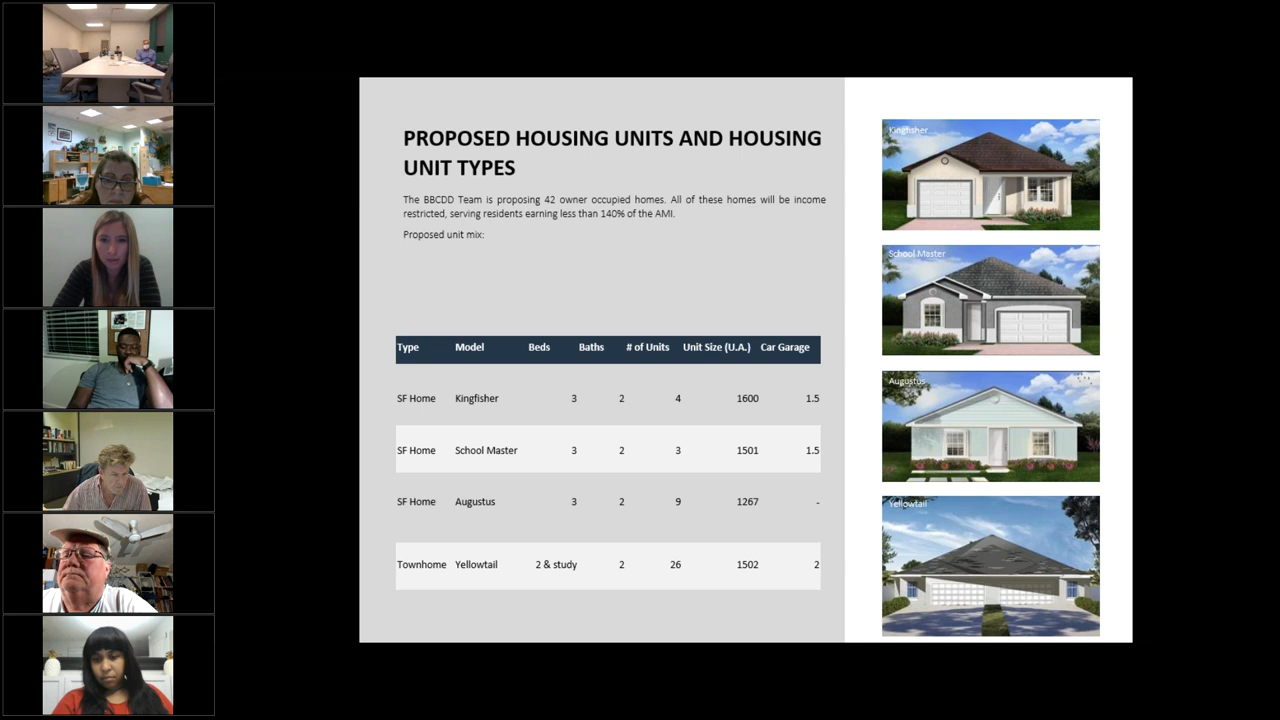 PROPOSED HOUSING UNITS AND HOUSING
UNIT TYPES
The BBCDD Team is proposing 42 owner occupied homes. All of these homes will be income
restricted, serving residents earning less than 140% of the AMI.
Proposed unit mix:
Type Model Beds Baths # of Units Unit Size (U.A.) Car Garage
SF Home Kingfisher 3 2 4 1600 1.5
SF Home School Master 3 2 3 1501 1.5
SF Home Augustus 3 2 9 1267 -
Townhome Yellowtail 2 & study 2 26 1502 2
Kingfisher
School Master
Augustus
Yellowtail